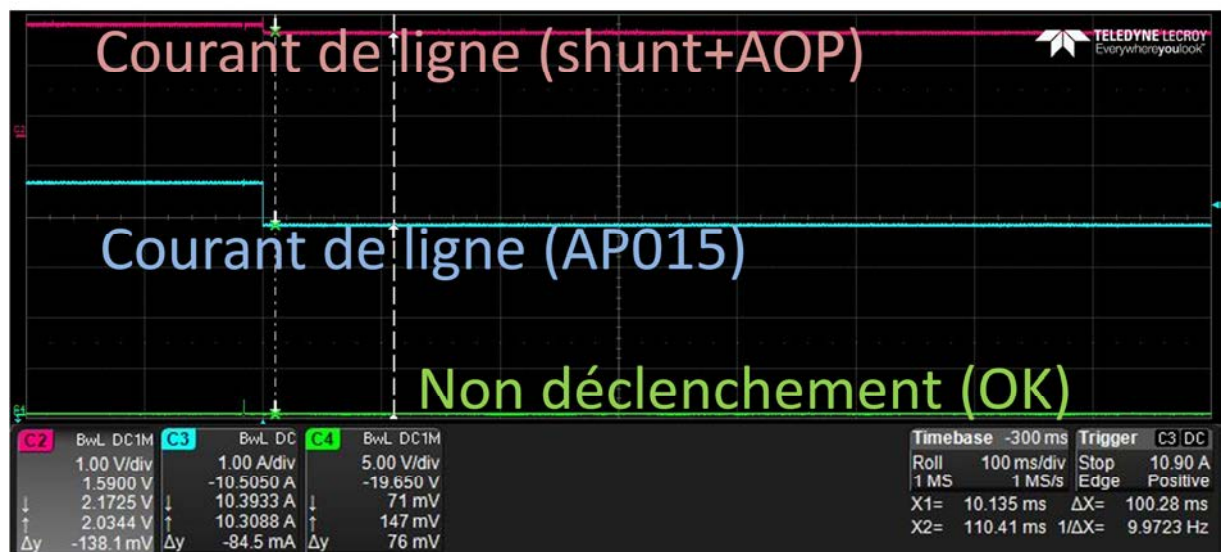 Courant de ligne (shunt+AOP)
TELEDYNE LECROY
Everywhereyoulook™
C2
Courant de ligne (AP015)
Non déclenchement (OK)
C4
C2 BwL DC1M
1.00 V/div
1.5900 V
↓ 2.1725 V
↑ 2.0344 V
Δy -138.1 mV
C3 BwL DC
1.00 A/div
-10.5050 A
↓ 10.3933 A
↑ 10.3088 A
Δy -84.5 mA
C4 BwL DC1M
5.00 V/div
-19.650 V
↓ 71 mV
↑ 147 mV
Δy 76 mV
Timebase -300 ms
Roll 100 ms/div
1 MS 1 MS/s
Trigger C3 DC
Stop 10.90 A
Edge Positive
X1= 10.135 ms ΔX= 100.28 ms
X2= 110.41 ms 1/ΔX= 9.9723 Hz